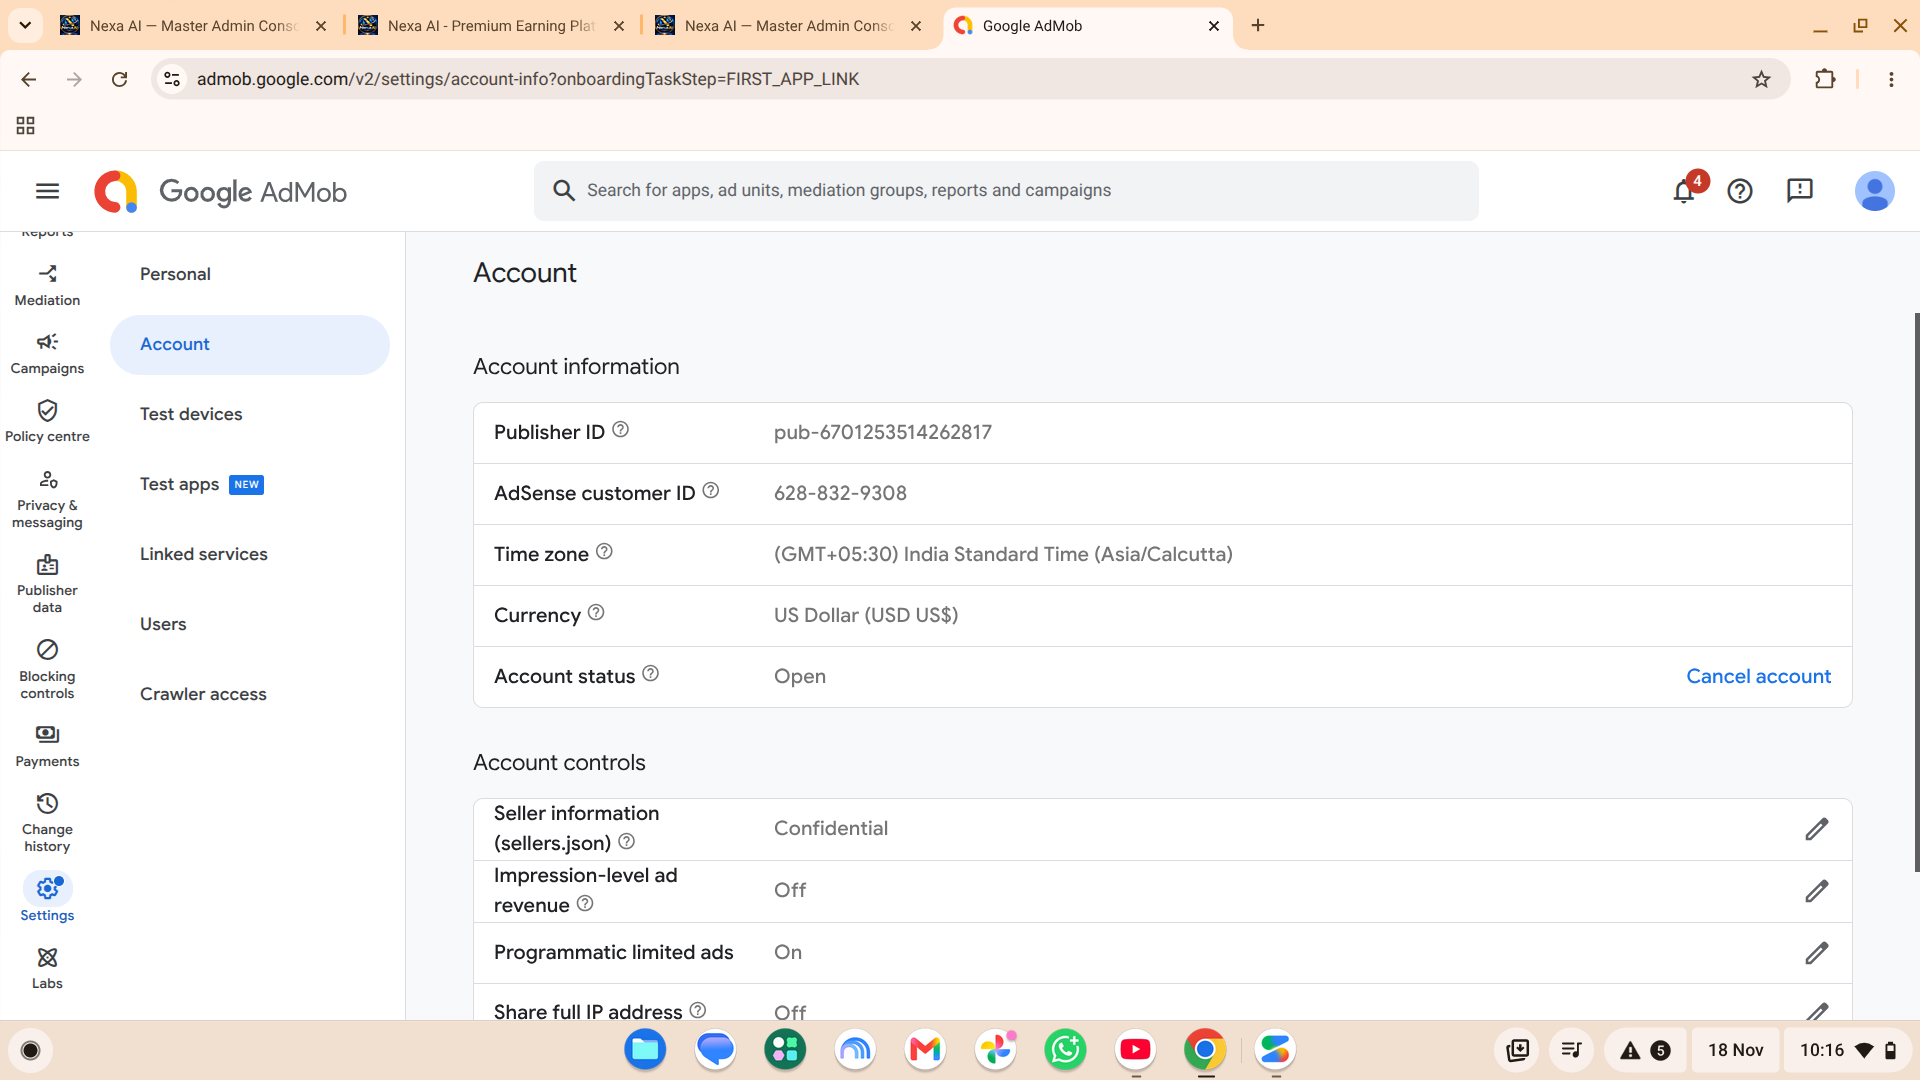 Nexa AI — Master Admin Conso
Nexa AI - Premium Earning Plat
Nexa AI — Master Admin Conso
Google AdMob
admob.google.com/v2/settings/account-info?onboardingTaskStep=FIRST_APP_LINK
Google AdMob
Search for apps, ad units, mediation groups, reports and campaigns
4
Reports
Mediation
Campaigns
Policy centre
Privacy &
messaging
Publisher
data
Blocking
controls
Payments
Change
history
Settings
Labs
Personal
Account
Test devices
Test apps NEW
Linked services
Users
Crawler access
Account
Account information
Publisher ID pub-6701253514262817
AdSense customer ID 628-832-9308
Time zone (GMT+05:30) India Standard Time (Asia/Calcutta)
Currency US Dollar (USD US$)
Account status Open Cancel account
Account controls
Seller information
(sellers.json) Confidential
Impression-level ad
revenue Off
Programmatic limited ads On
Share full IP address Off
5
18 Nov
10:16